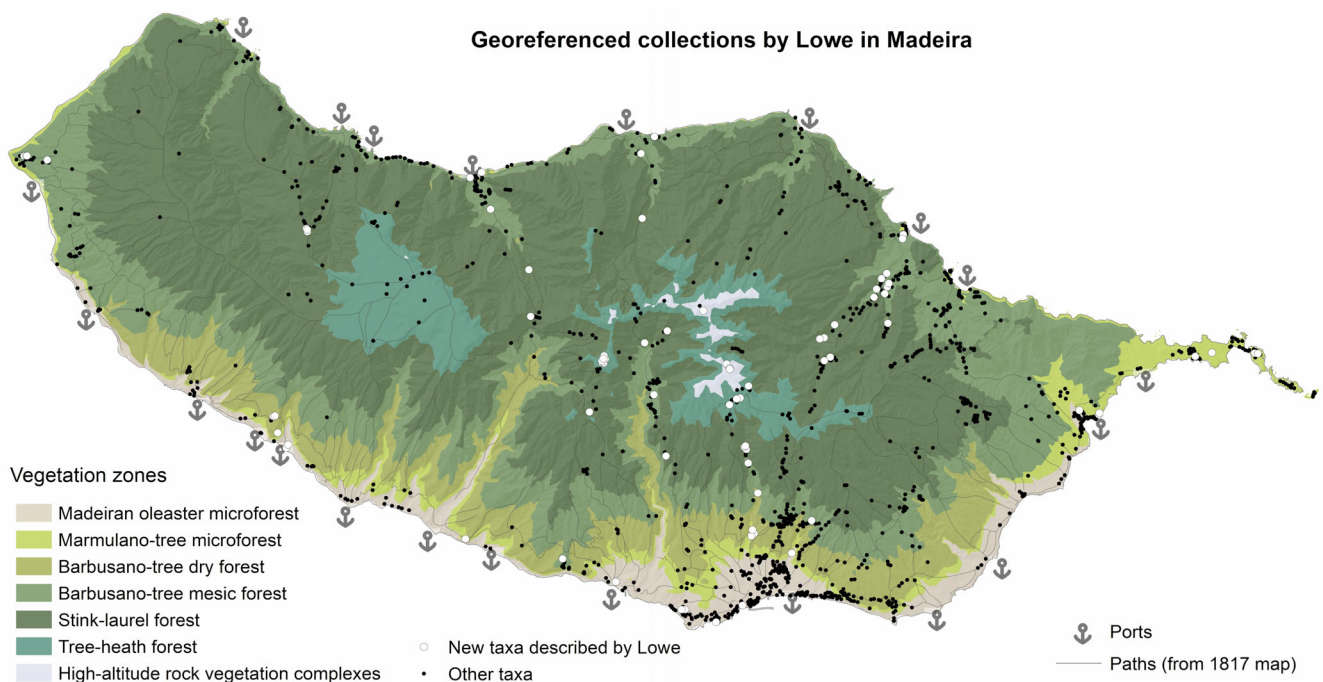 Georeferenced collections by Lowe in Madeira
Vegetation zones
Madeiran oleaster microforest
Marmulano-tree microforest
Barbusano-tree dry forest
Barbusano-tree mesic forest
Stink-laurel forest
Tree-heath forest
High-altitude rock vegetation complexes
New taxa described by Lowe
Other taxa
Ports
Paths (from 1817 map)